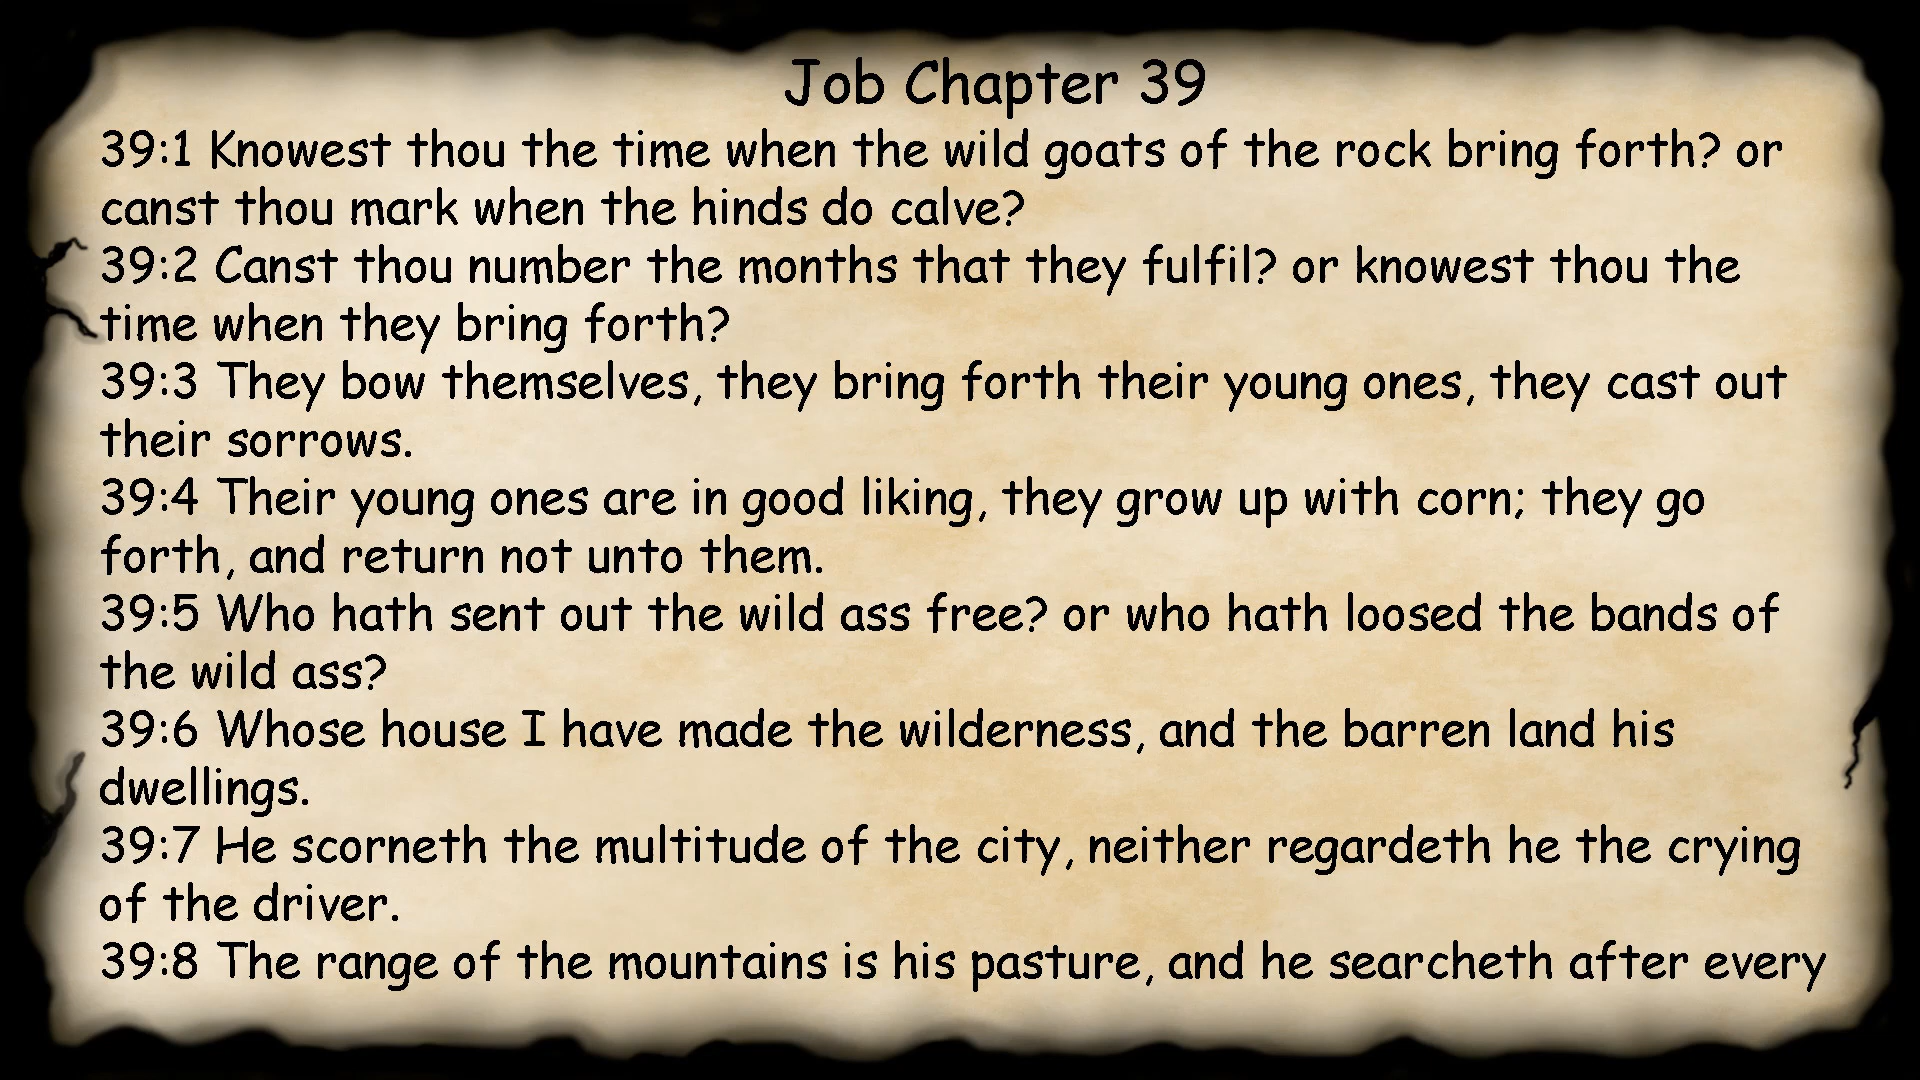 Job Chapter 39
39:1 Knowest thou the time when the wild goats of the rock bring forth? or
canst thou mark when the hinds do calve?
39:2 Canst thou number the months that they fulfil? or knowest thou the
time when they bring forth?
39:3 They bow themselves, they bring forth their young ones, they cast out
their sorrows.
39:4 Their young ones are in good liking, they grow up with corn; they go
forth, and return not unto them.
39:5 Who hath sent out the wild ass free? or who hath loosed the bands of
the wild ass?
39:6 Whose house I have made the wilderness, and the barren land his
dwellings.
39:7 He scorneth the multitude of the city, neither regardeth he the crying
of the driver.
39:8 The range of the mountains is his pasture, and he searcheth after every